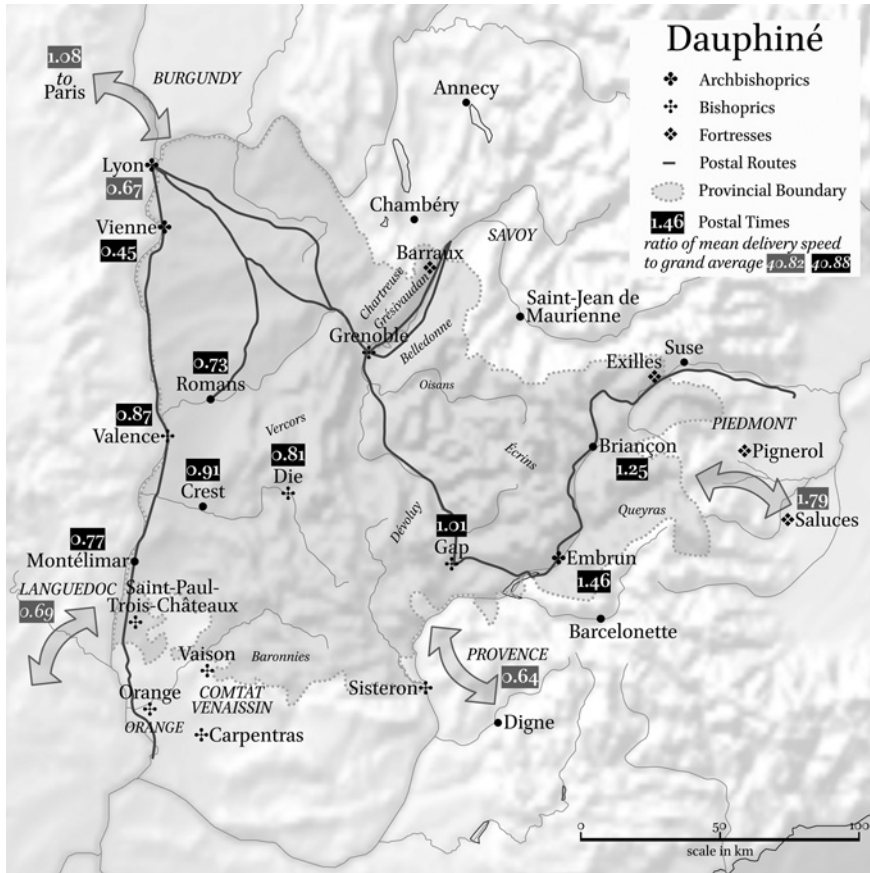 Dauphiné
Archbishoprics
Bishoprics
Fortresses
Postal Routes
Provincial Boundary
1.46 Postal Times
ratio of mean delivery speed
to grand average 40.82 40.88
1.08
to
Paris
BURGUNDY
Annecy
Lyon
0.67
Vienne
0.45
Chambéry
SAVOY
Barraux
Chartreuse
Grésivaudan
Grenoble
Belledonne
Saint-Jean de
Maurienne
Oisans
Exilles
Suse
0.73
Romans
0.87
Valence
Vercors
0.81
Die
0.91
Crest
Écrins
Briançon
1.25
PIEDMONT
Pignerol
1.79
Saluces
Queyras
Dévoluy
1.01
Gap
Embrun
1.46
0.77
Montélimar
LANGUEDOC
0.69
Saint-Paul-
Trois-Châteaux
Barcelonette
Vaison
Baronnies
PROVENCE
0.64
Sisteron
Orange
COMTAT
VENAISSIN
ORANGE
Carpentras
Digne
0 50 100
scale in km